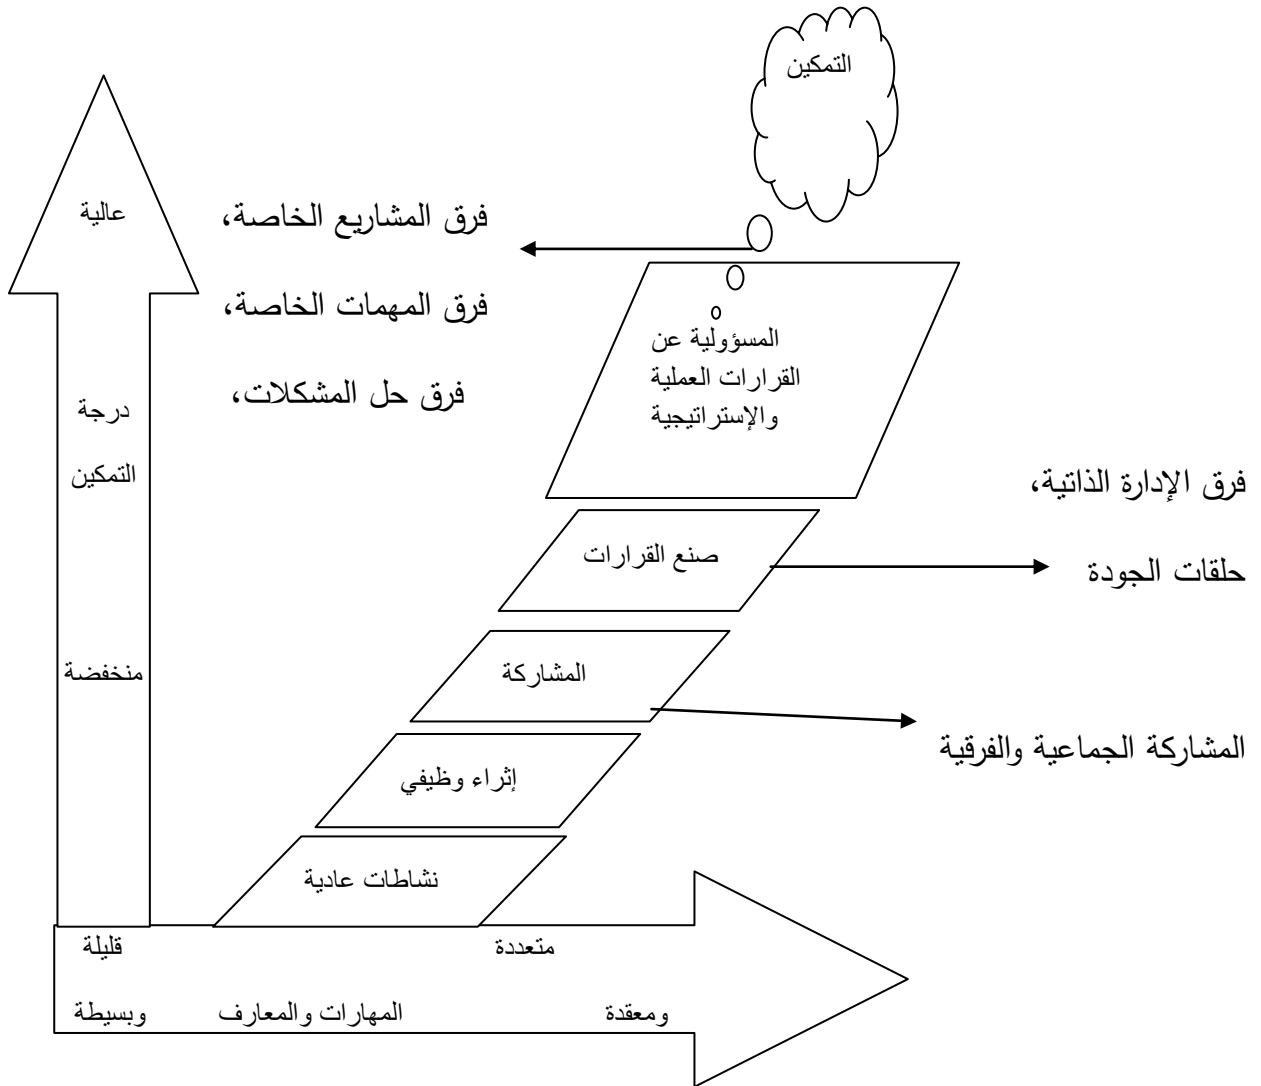 التمكين
عالية
فرق المشاريع الخاصة،
فرق المهمات الخاصة،
فرق حل المشكلات،
المسؤولية عن
القرارات العملية
والإستراتيجية
درجة
التمكين
فرق الإدارة الذاتية،
حلقات الجودة
صنع القرارات
منخفضة
المشاركة
المشاركة الجماعية والفرقية
إثراء وظيفي
نشاطات عادية
قليلة
متعددة
وبسيطة
المهارات والمعارف
ومعقدة